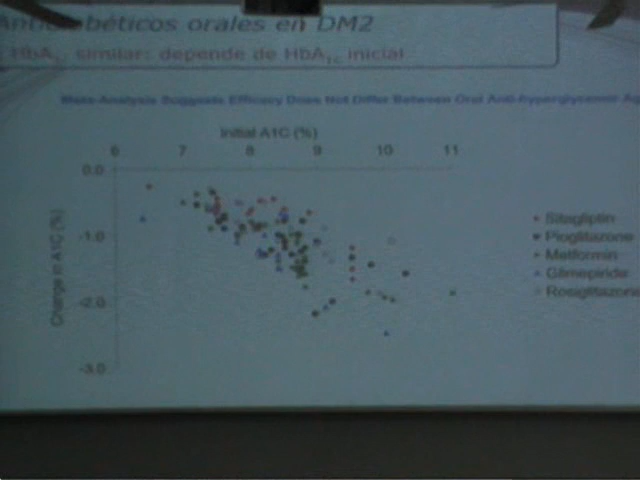 Antidiabéticos orales en DM2
HbA1c similar: depende de HbA1c inicial
Meta-Analysis Suggests Efficacy Does Not Differ Between Oral Anti-hyperglycemic
Initial A1C (%)
6 7 8 9 10 11
0.0
-1.0
-2.0
-3.0
Change in A1C (%)
Sitagliptin
Pioglitazone
Metformin
Glimepiride
Rosiglitazone